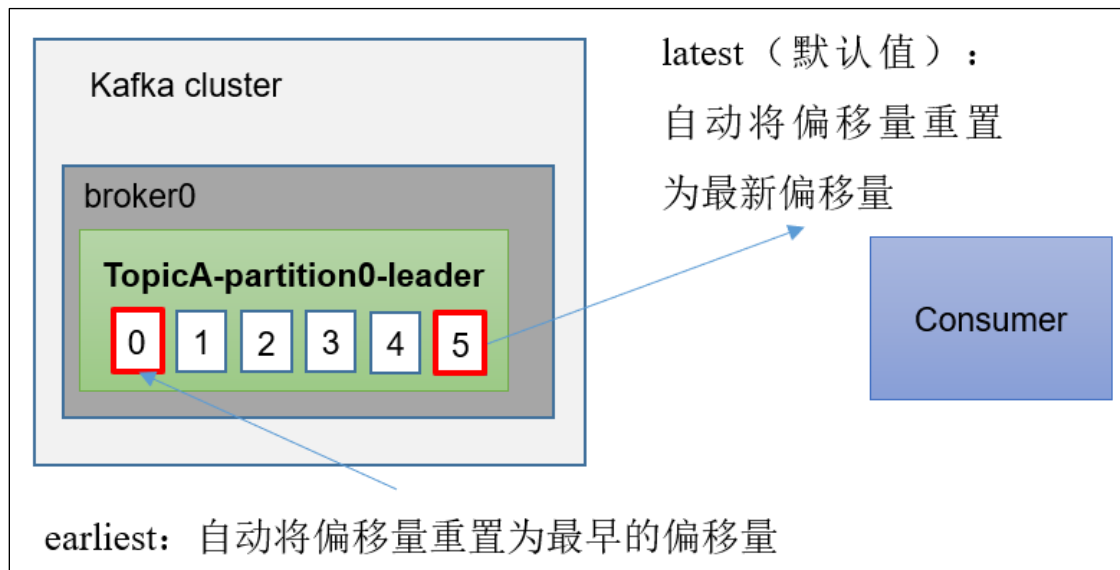 Kafka cluster
broker0
TopicA-partition0-leader
0 1 2 3 4 5
latest（默认值）：
自动将偏移量重置
为最新偏移量
Consumer
earliest：自动将偏移量重置为最早的偏移量